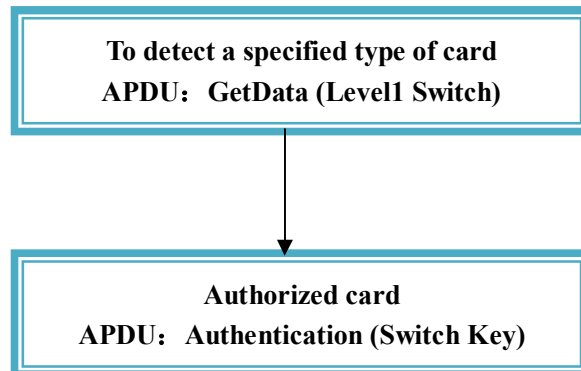 To detect a specified type of card
APDU：GetData (Level1 Switch)
Authorized card
APDU：Authentication (Switch Key)